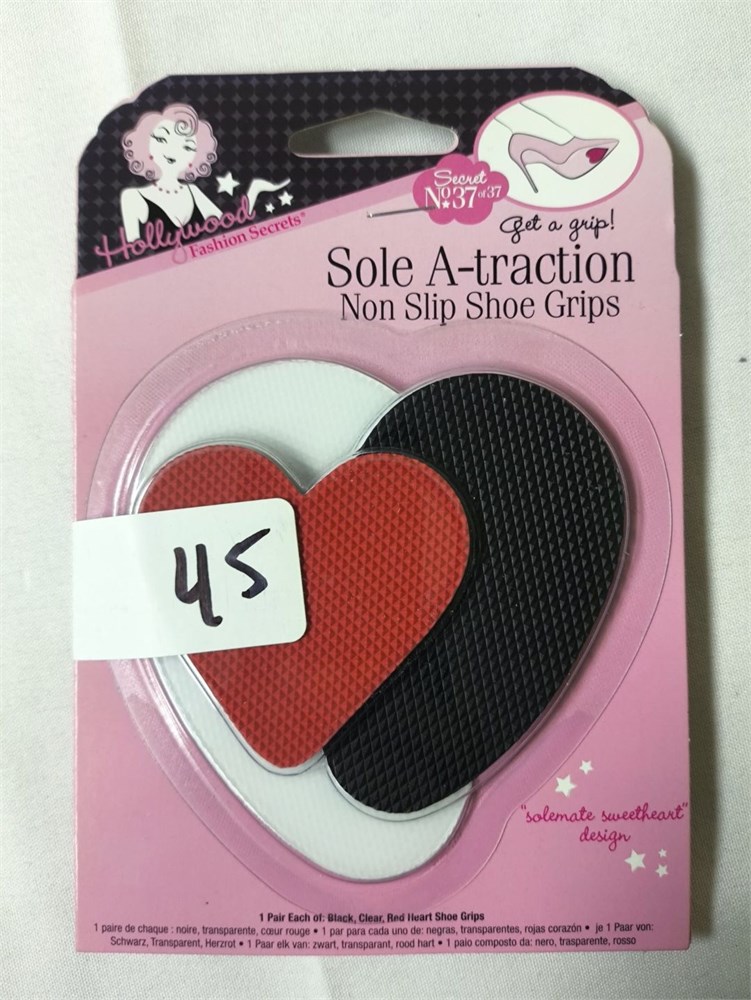 Hollywood
Fashion Secrets®
Secret
No. 37 of 37
Get a grip!
Sole A-traction
Non Slip Shoe Grips
45
"solemate sweetheart"
design
1 Pair Each of: Black, Clear, Red Heart Shoe Grips
1 paire de chaque : noire, transparente, cœur rouge • 1 par para cada uno de: negras, transparentes, rojas corazón • je 1 Paar von:
Schwarz, Transparent, Herzrot • 1 Paar elk van: zwart, transparant, rood hart • 1 paio composto da: nero, trasparente, rosso